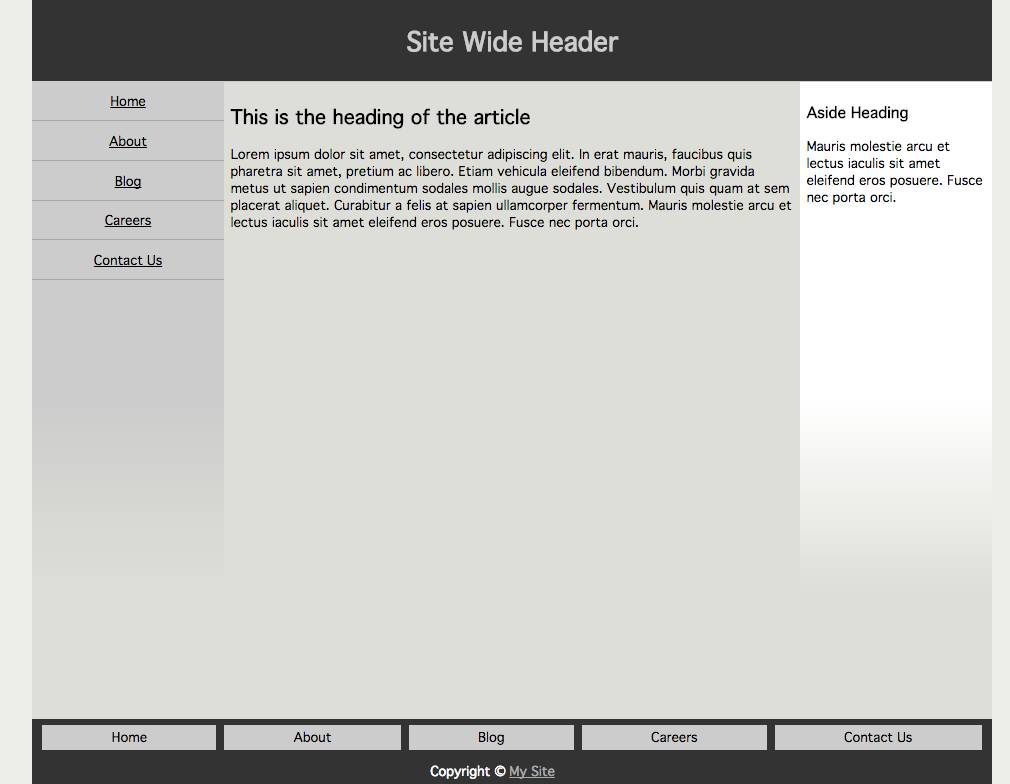 Site Wide Header
Home
About
Blog
Careers
Contact Us
This is the heading of the article
Lorem ipsum dolor sit amet, consectetur adipiscing elit. In erat mauris, faucibus quis
pharetra sit amet, pretium ac libero. Etiam vehicula eleifend bibendum. Morbi gravida
metus ut sapien condimentum sodales mollis augue sodales. Vestibulum quis quam at sem
placerat aliquet. Curabitur a felis at sapien ullamcorper fermentum. Mauris molestie arcu et
lectus iaculis sit amet eleifend eros posuere. Fusce nec porta orci.
Aside Heading
Mauris molestie arcu et
lectus iaculis sit amet
eleifend eros posuere. Fusce
nec porta orci.
Home About Blog Careers Contact Us
Copyright © My Site